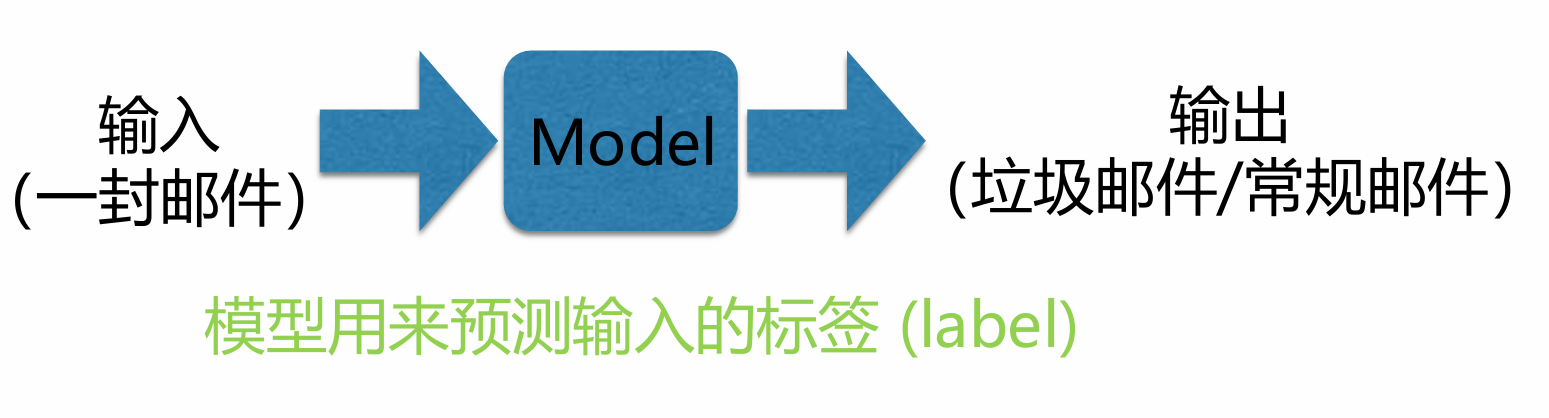 输入
(一封邮件)
Model
输出
(垃圾邮件/常规邮件)
模型用来预测输入的标签 (label)